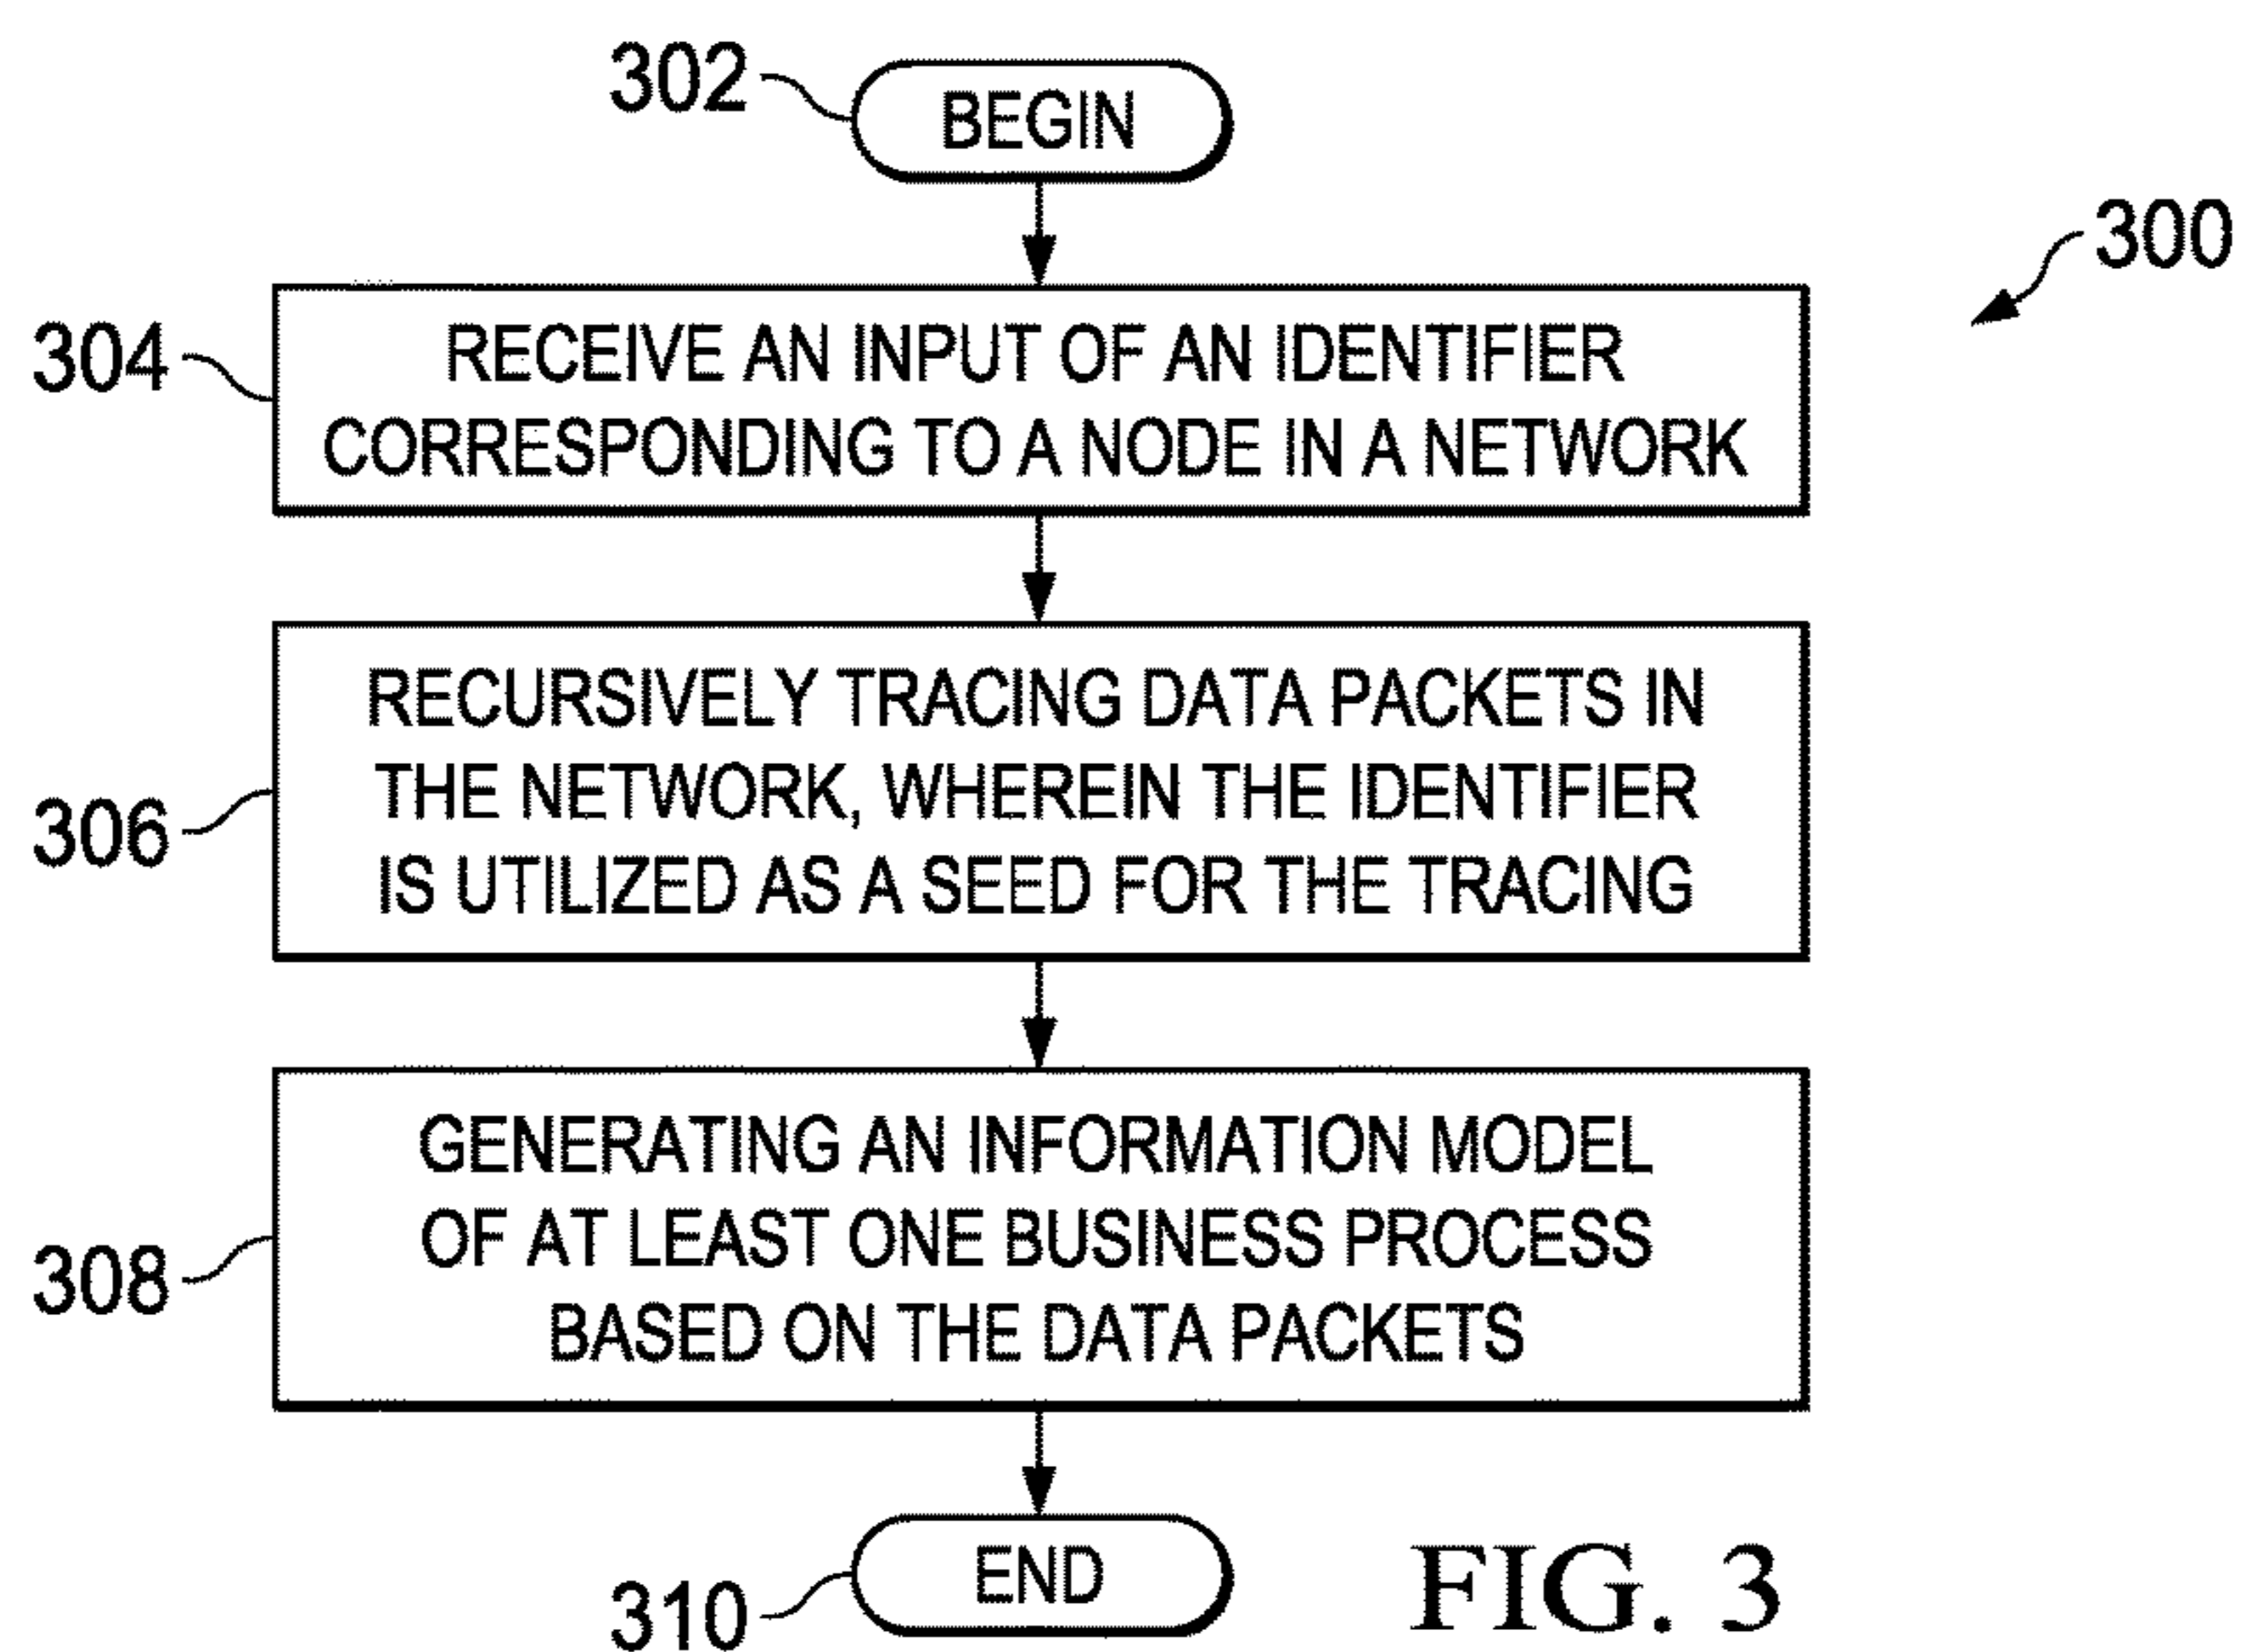 302
BEGIN
300
304
RECEIVE AN INPUT OF AN IDENTIFIER
CORRESPONDING TO A NODE IN A NETWORK
306
RECURSIVELY TRACING DATA PACKETS IN
THE NETWORK, WHEREIN THE IDENTIFIER
IS UTILIZED AS A SEED FOR THE TRACING
308
GENERATING AN INFORMATION MODEL
OF AT LEAST ONE BUSINESS PROCESS
BASED ON THE DATA PACKETS
310
END
FIG. 3